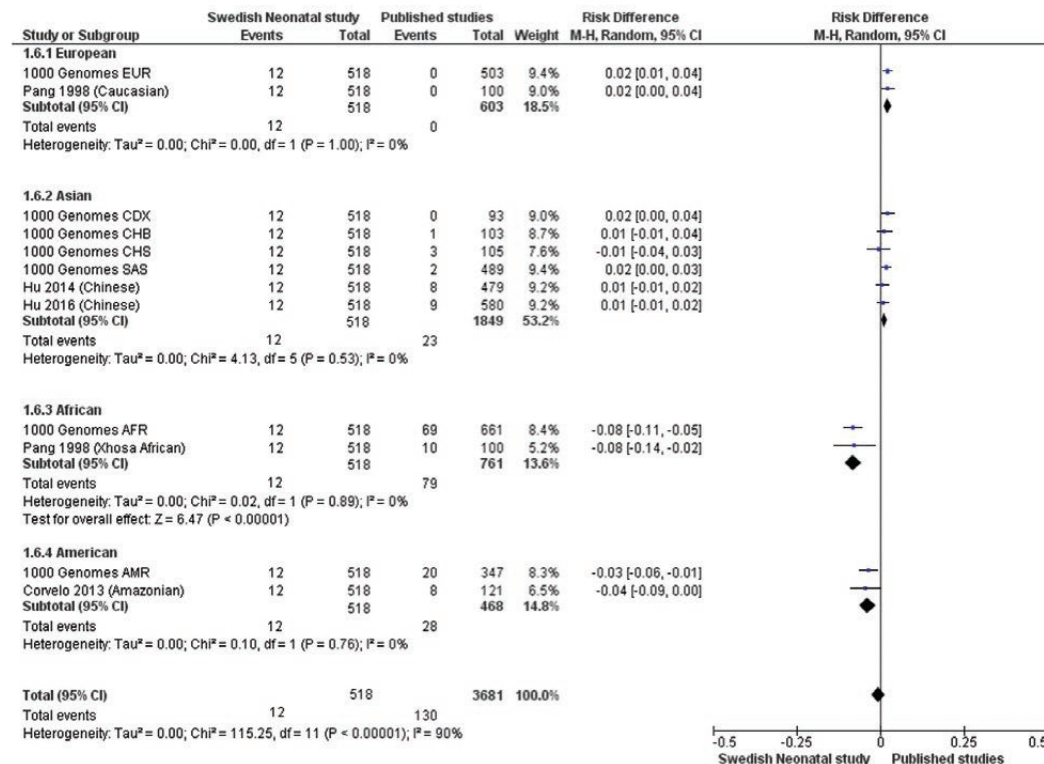 Swedish Neonatal study Published studies Risk Difference Risk Difference
Study or Subgroup Events Total Events Total Weight M-H, Random, 95% CI M-H, Random, 95% CI
1.6.1 European
1000 Genomes EUR 12 518 0 503 9.4% 0.02 [0.01, 0.04]
Pang 1998 (Caucasian) 12 518 0 100 9.0% 0.02 [0.00, 0.04]
Subtotal (95% CI) 518 603 18.5%
Total events 12 0
Heterogeneity: Tau² = 0.00; Chi² = 0.00, df = 1 (P = 1.00); I² = 0%
1.6.2 Asian
1000 Genomes CDX 12 518 0 93 9.0% 0.02 [0.00, 0.04]
1000 Genomes CHB 12 518 1 103 8.7% 0.01 [-0.01, 0.04]
1000 Genomes CHS 12 518 3 105 7.6% -0.01 [-0.04, 0.03]
1000 Genomes SAS 12 518 2 489 9.4% 0.02 [0.00, 0.03]
Hu 2014 (Chinese) 12 518 8 479 9.2% 0.01 [-0.01, 0.02]
Hu 2016 (Chinese) 12 518 9 580 9.2% 0.01 [-0.01, 0.02]
Subtotal (95% CI) 518 1849 53.2%
Total events 12 23
Heterogeneity: Tau² = 0.00; Chi² = 4.13, df = 5 (P = 0.53); I² = 0%
1.6.3 African
1000 Genomes AFR 12 518 69 661 8.4% -0.08 [-0.11, -0.05]
Pang 1998 (Xhosa African) 12 518 10 100 5.2% -0.08 [-0.14, -0.02]
Subtotal (95% CI) 518 761 13.6%
Total events 12 79
Heterogeneity: Tau² = 0.00; Chi² = 0.02, df = 1 (P = 0.89); I² = 0%
Test for overall effect: Z = 6.47 (P < 0.00001)
1.6.4 American
1000 Genomes AMR 12 518 20 347 8.3% -0.03 [-0.06, -0.01]
Corvelo 2013 (Amazonian) 12 518 8 121 6.5% -0.04 [-0.09, 0.00]
Subtotal (95% CI) 518 468 14.8%
Total events 12 28
Heterogeneity: Tau² = 0.00; Chi² = 0.10, df = 1 (P = 0.76); I² = 0%
Total (95% CI) 518 3681 100.0%
Total events 12 130
Heterogeneity: Tau² = 0.00; Chi² = 115.25, df = 11 (P < 0.00001); I² = 90%
-0.5 -0.25 0 0.25 0.5
Swedish Neonatal study Published studies